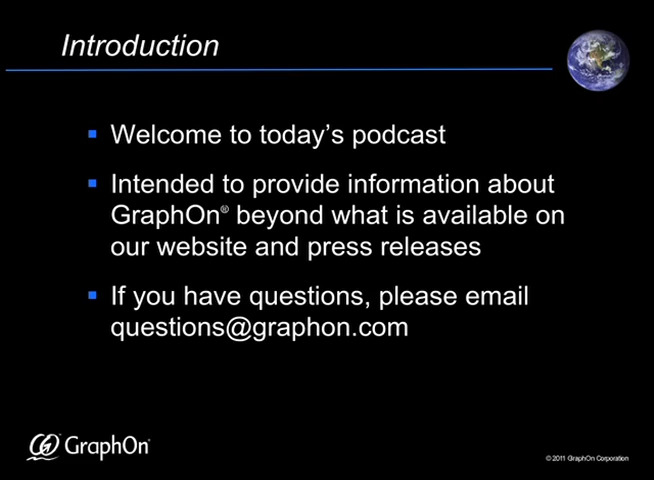 Introduction
Welcome to today's podcast
Intended to provide information about
GraphOn® beyond what is available on
our website and press releases
If you have questions, please email
questions@graphon.com
GraphOn®
© 2011 GraphOn Corporation